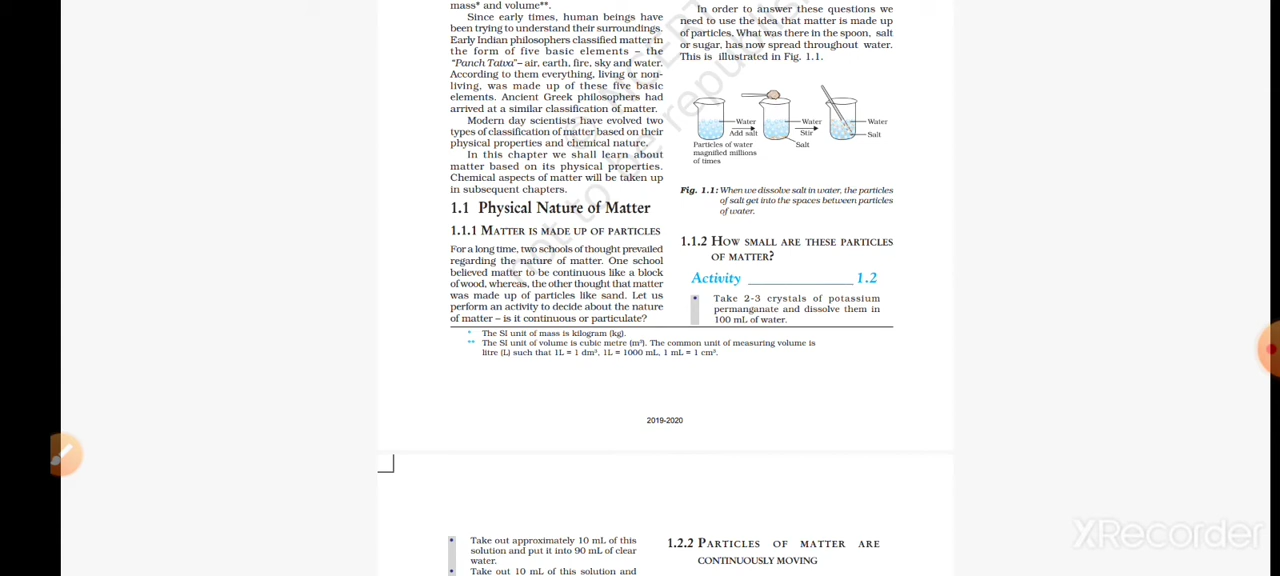 mass* and volume**.
Since early times, human beings have
been trying to understand their surroundings.
Early Indian philosophers classified matter in
the form of five basic elements – the
"Panch Tatva"– air, earth, fire, sky and water.
According to them everything, living or non-
living, was made up of these five basic
elements. Ancient Greek philosophers had
arrived at a similar classification of matter.
Modern day scientists have evolved two
types of classification of matter based on their
physical properties and chemical nature.
In this chapter we shall learn about
matter based on its physical properties.
Chemical aspects of matter will be taken up
in subsequent chapters.
1.1 Physical Nature of Matter
1.1.1 MATTER IS MADE UP OF PARTICLES
For a long time, two schools of thought prevailed
regarding the nature of matter. One school
believed matter to be continuous like a block
of wood, whereas, the other thought that matter
was made up of particles like sand. Let us
perform an activity to decide about the nature
of matter – is it continuous or particulate?
In order to answer these questions we
need to use the idea that matter is made up
of particles. What was there in the spoon, salt
or sugar, has now spread throughout water.
This is illustrated in Fig. 1.1.
Water
Add salt
Water
Stir
Salt
Water
Salt
Particles of water
magnified millions
of times
Fig. 1.1: When we dissolve salt in water, the particles
of salt get into the spaces between particles
of water.
1.1.2 HOW SMALL ARE THESE PARTICLES
OF MATTER?
Activity 1.2
• Take 2-3 crystals of potassium
permanganate and dissolve them in
100 mL of water.
* The SI unit of mass is kilogram (kg).
** The SI unit of volume is cubic metre (m³). The common unit of measuring volume is
litre (L) such that 1L = 1 dm³, 1L = 1000 mL, 1 mL = 1 cm³.
2019-2020
• Take out approximately 10 mL of this
solution and put it into 90 mL of clear
water.
• Take out 10 mL of this solution and
1.2.2 PARTICLES OF MATTER ARE
CONTINUOUSLY MOVING
not to be republish
NCERT
XRecorder